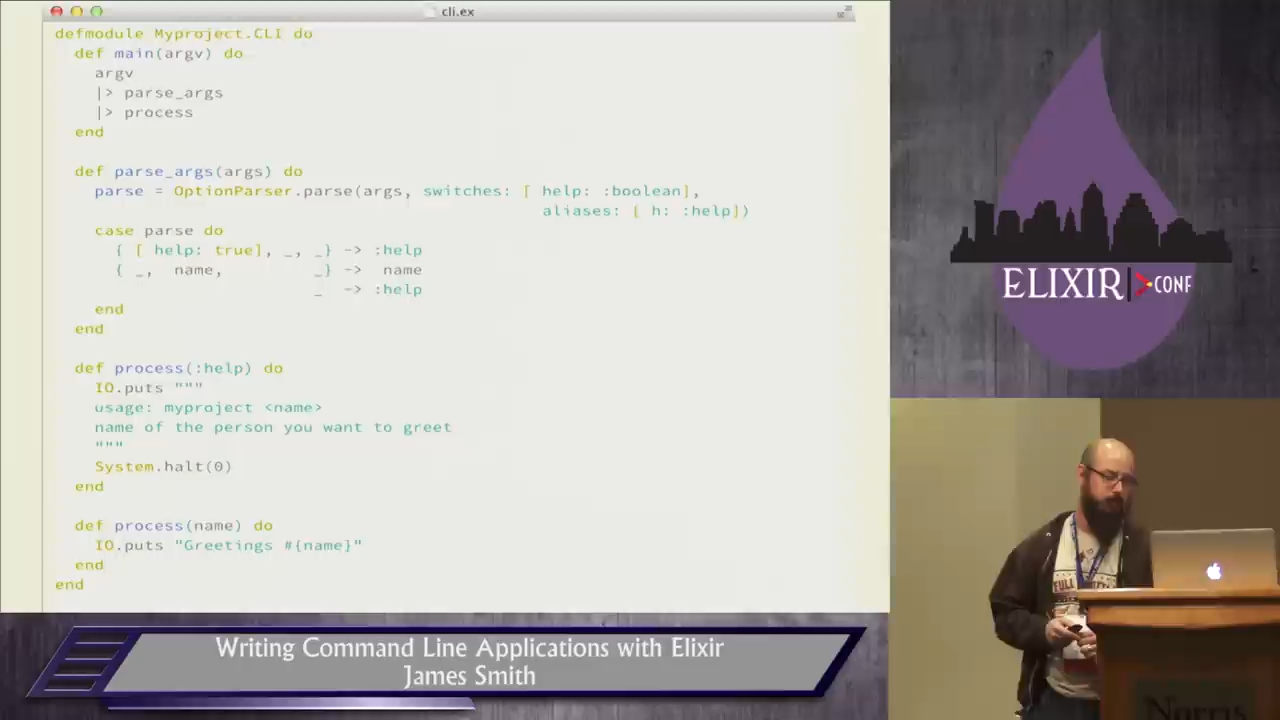 cli.ex
defmodule Myproject.CLI do
  def main(argv) do
    argv
    |> parse_args
    |> process
  end

  def parse_args(args) do
    parse = OptionParser.parse(args, switches: [ help: :boolean],
                                                 aliases: [ h: :help])
    case parse do
      { [ help: true], _, _} -> :help
      { _,  name,          _} ->  name
                           _  -> :help
    end
  end

  def process(:help) do
    IO.puts """
    usage: myproject <name>
    name of the person you want to greet
    """
    System.halt(0)
  end

  def process(name) do
    IO.puts "Greetings #{name}"
  end
end
ELIXIR CONF
FULL
Norris
Writing Command Line Applications with Elixir
James Smith